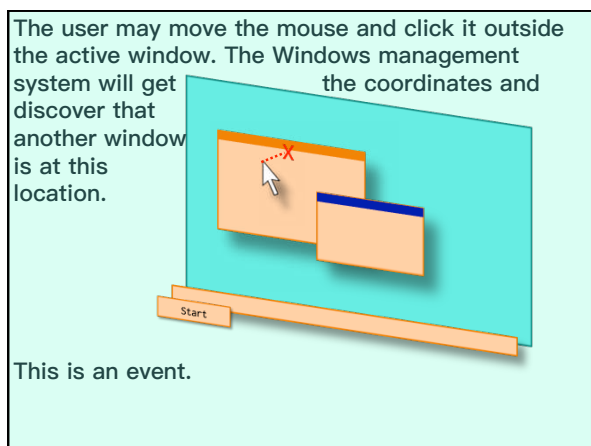 The user may move the mouse and click it outside
the active window. The Windows management
system will get the coordinates and
discover that
another window
is at this
location.
X
Start
This is an event.